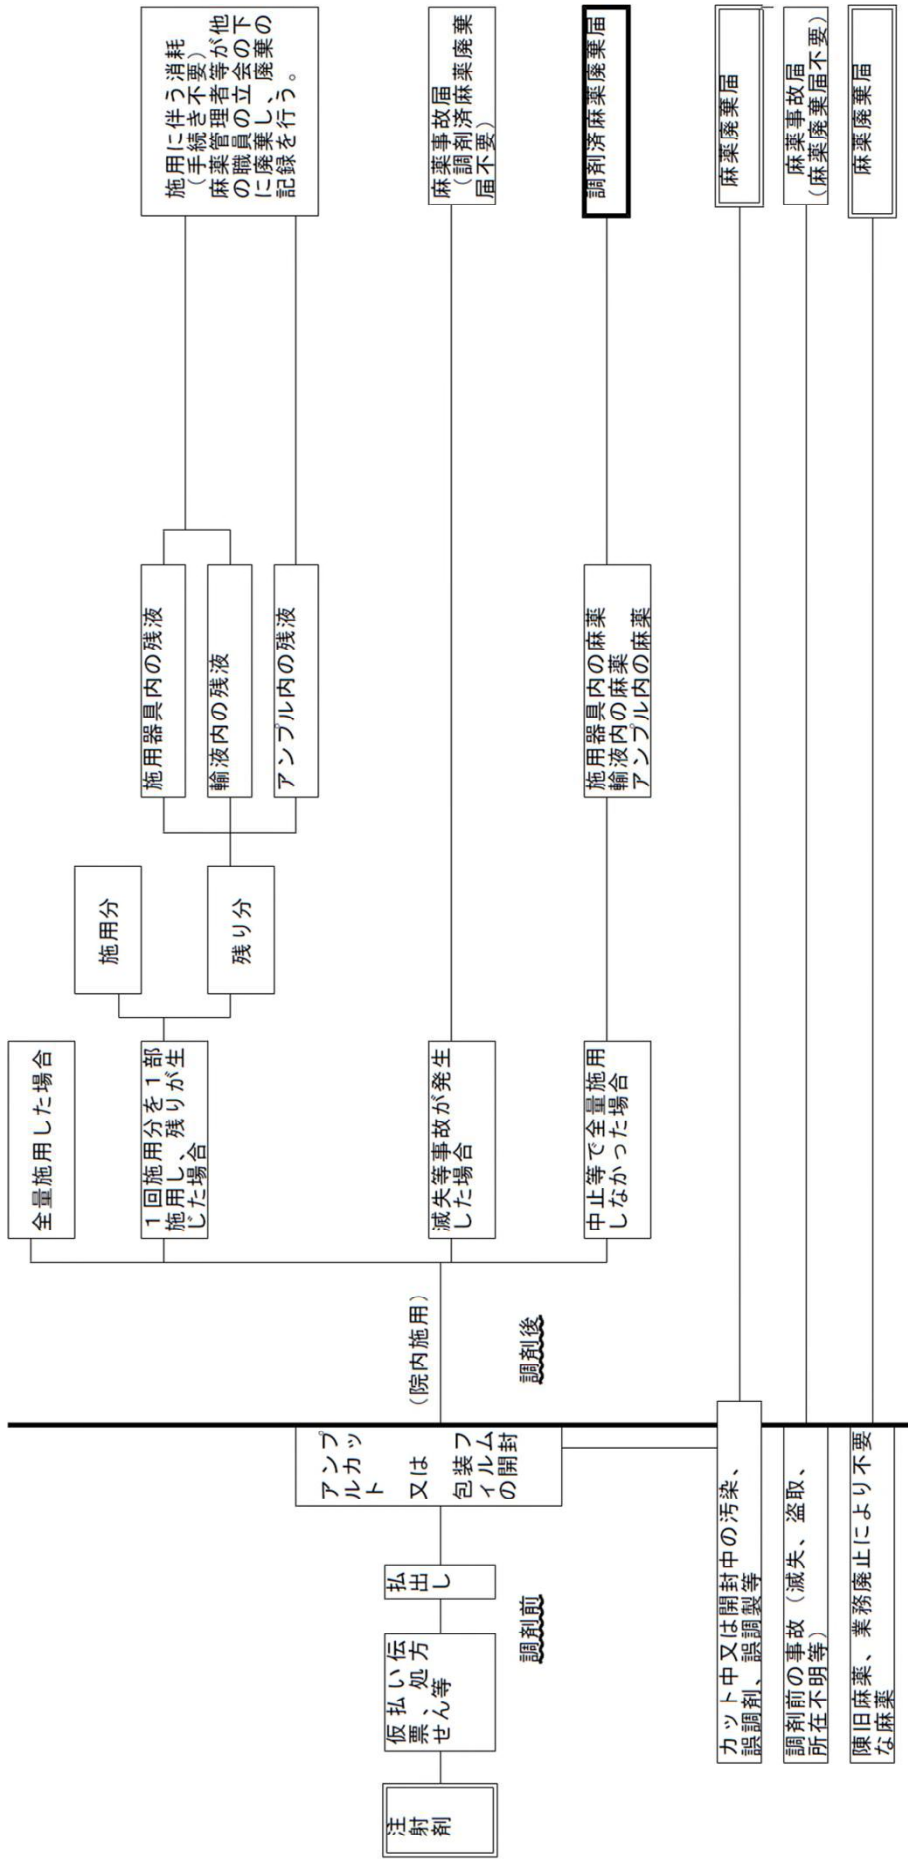 注射剤
仮払い伝
票、処方
せん等
払出し
アンプ
ルカッ
ト
又は
包装フ
ィルム
の開封
調剤前
(院内施用)
調剤後
全量施用した場合
１回施用分を１部
施用し、残りが生
じた場合
施用分
残り分
施用器具内の残液
輸液内の残液
アンプル内の残液
施用に伴う消耗
(手続き不要)
麻薬管理者等が他
の職員の立会の下
に廃棄し、廃棄の
記録を行う。
滅失等事故が発生
した場合
麻薬事故届
(調剤済麻薬廃棄
届不要)
中止等で全量施用
しなかった場合
施用器具内の麻薬
輸液内の麻薬
アンプル内の麻薬
調剤済麻薬廃棄届
カット中又は開封中の汚染、
誤調剤、誤調製等
麻薬廃棄届
調剤前の事故（滅失、盗取、
所在不明等）
麻薬事故届
(麻薬廃棄届不要)
陳旧麻薬、業務廃止により不要
な麻薬
麻薬廃棄届